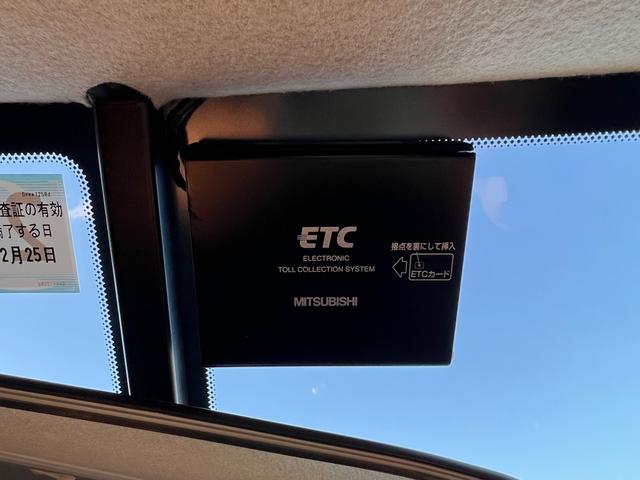 査証の有効
満了する日
2月25日
ETC
ELECTRONIC
TOLL COLLECTION SYSTEM
MITSUBISHI
接点を裏にして挿入
ETCカード